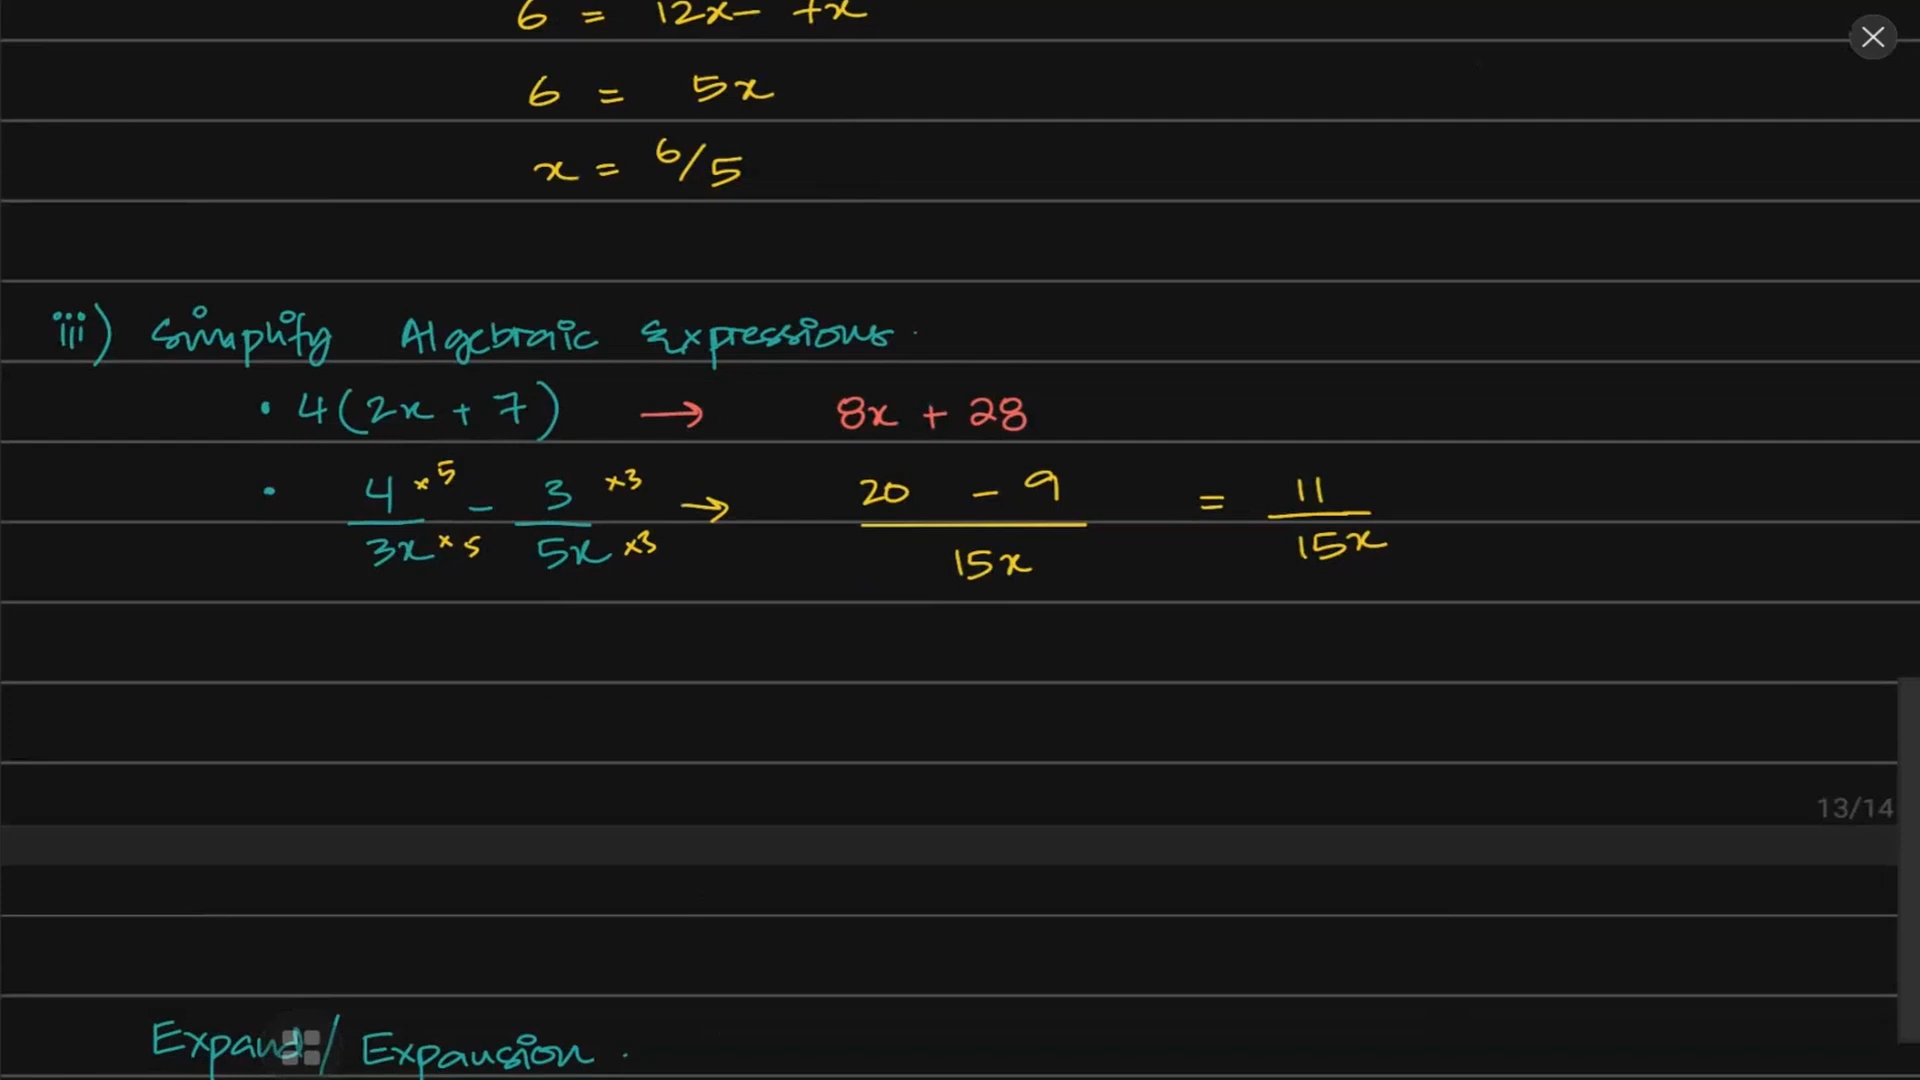 6 = 12x - 7x
6 = 5x
x = 6/5
iii) Simplify Algebraic Expressions.
• 4(2x + 7) → 8x + 28
• 4 ×5 / 3x ×5 - 3 ×3 / 5x ×3 → 20 - 9 / 15x = 11 / 15x
13/14
Expand/ Expansion.